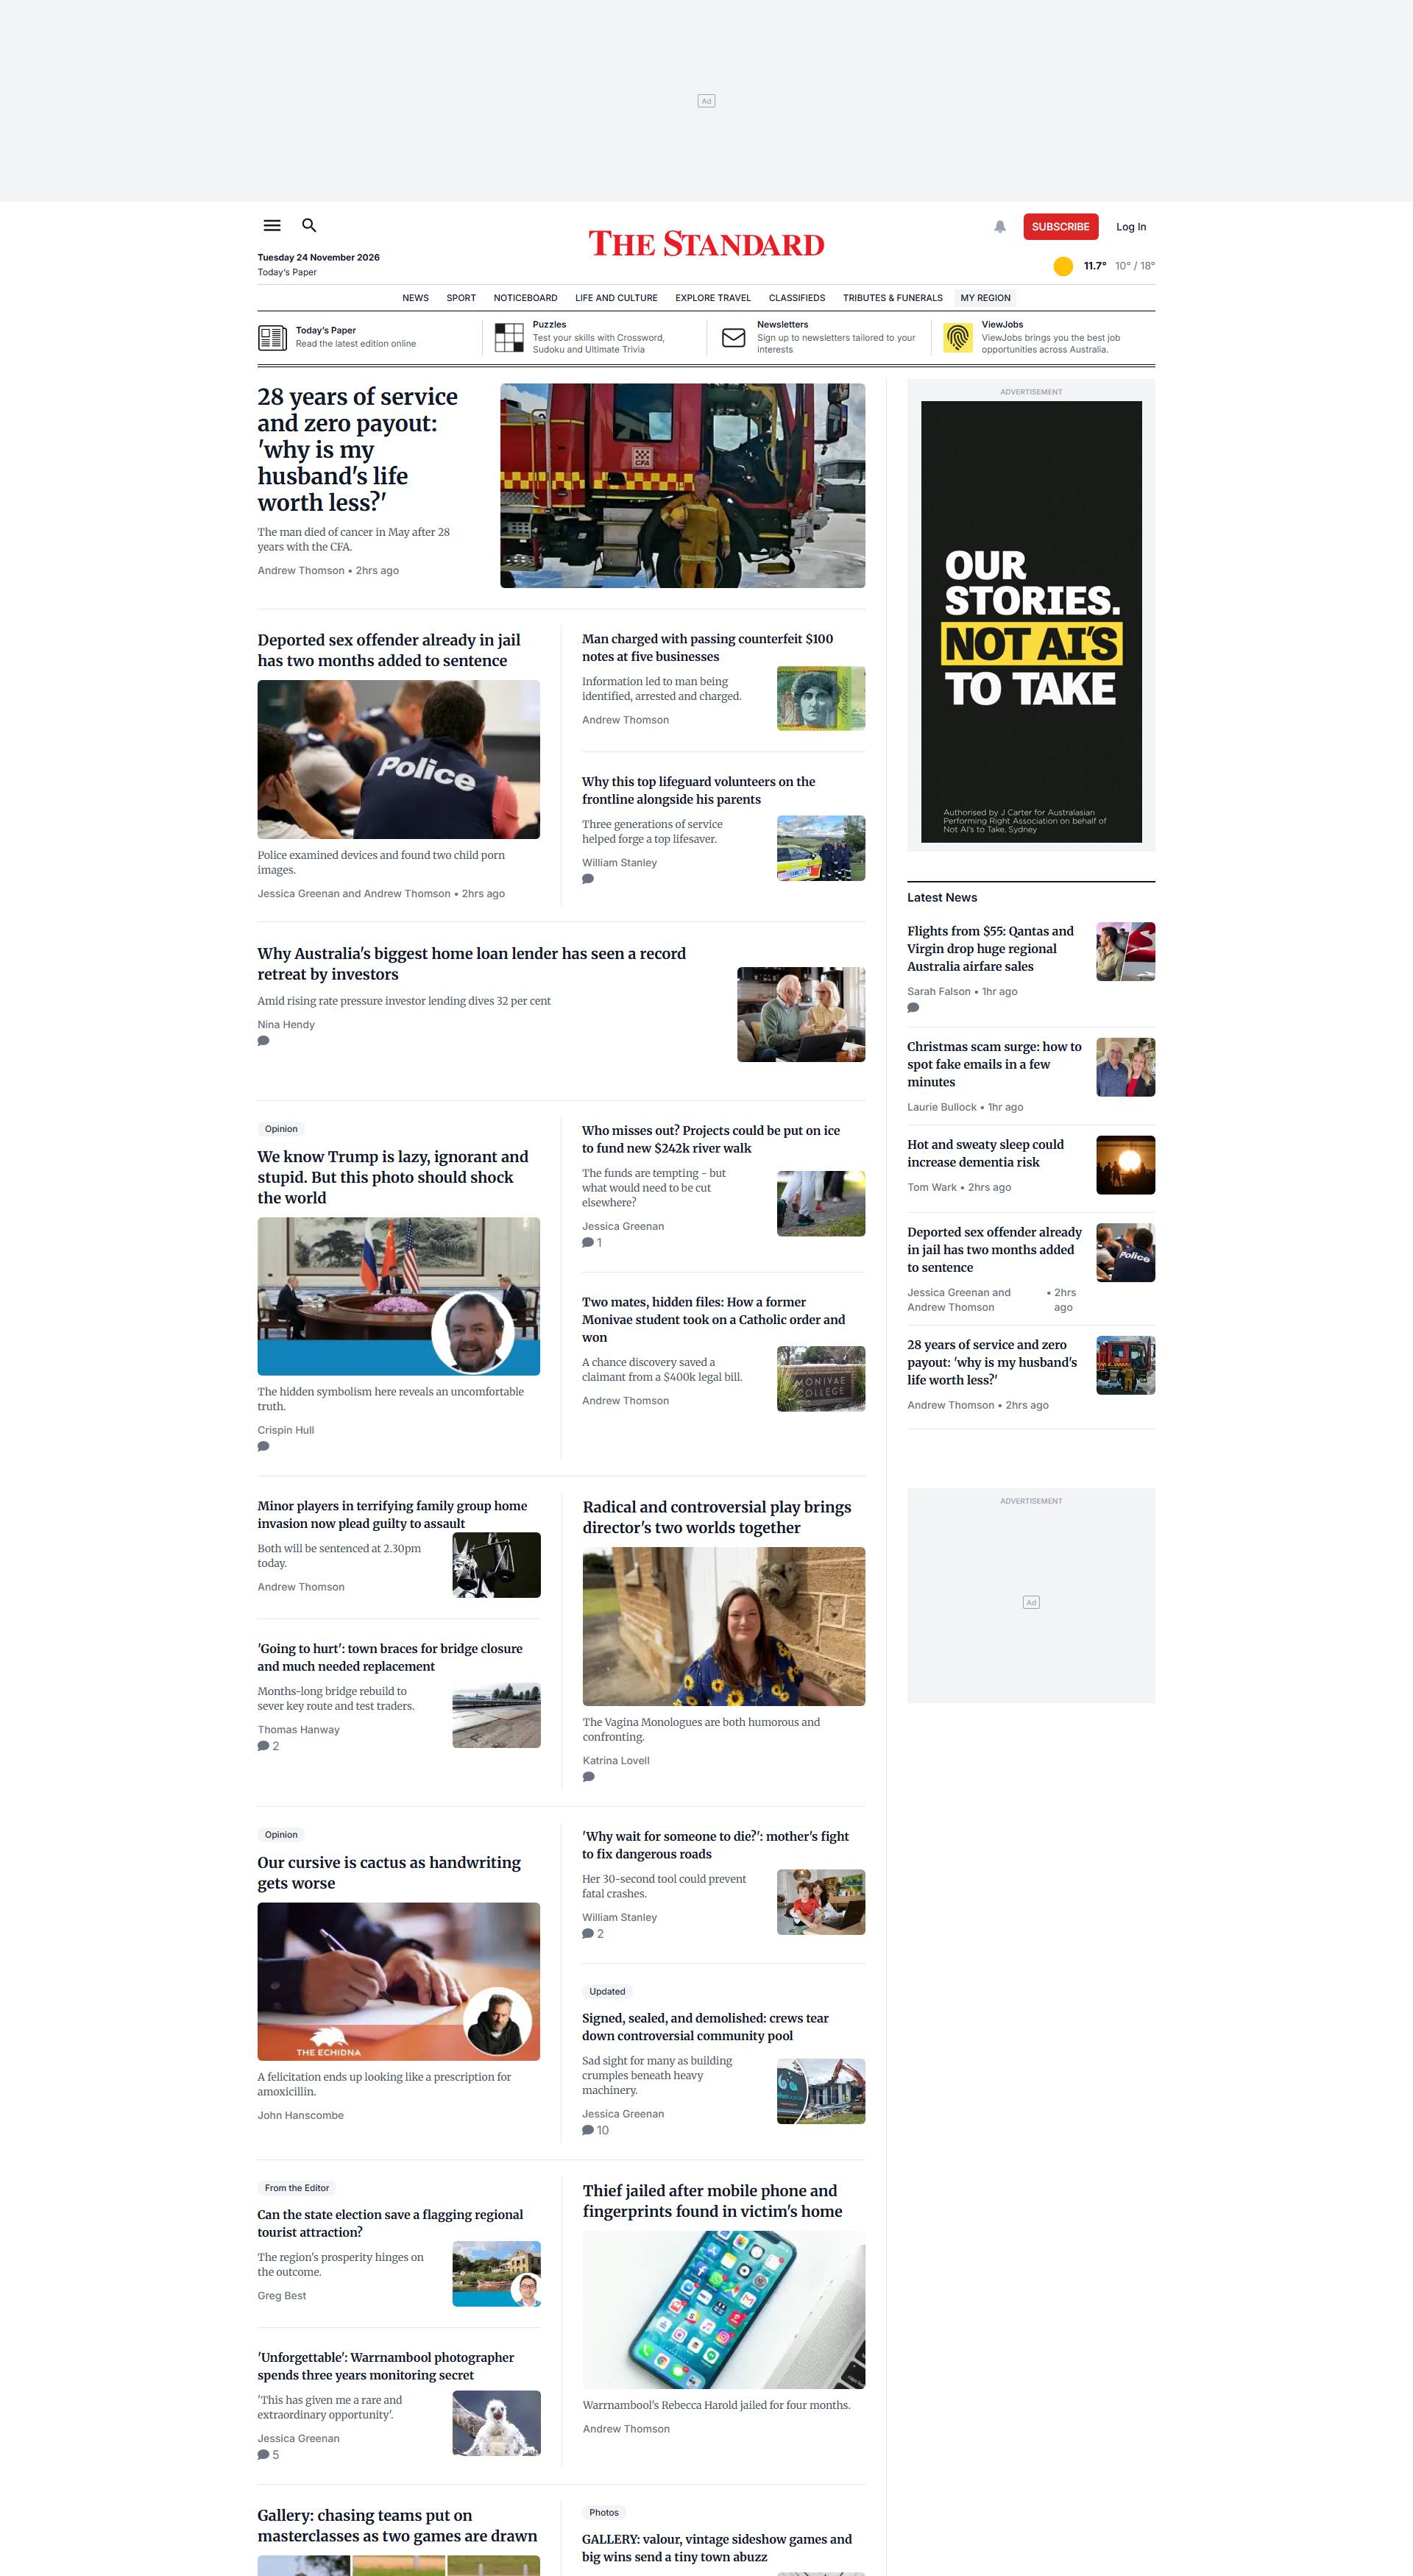 Ad
THE STANDARD
SUBSCRIBE
Log In
Tuesday 24 November 2026
Today's Paper
11.7° 10° / 18°
NEWS SPORT NOTICEBOARD LIFE AND CULTURE EXPLORE TRAVEL CLASSIFIEDS TRIBUTES & FUNERALS MY REGION
Today's Paper
Read the latest edition online
Puzzles
Test your skills with Crossword,
Sudoku and Ultimate Trivia
Newsletters
Sign up to newsletters tailored to your
interests
ViewJobs
ViewJobs brings you the best job
opportunities across Australia.
28 years of service
and zero payout:
'why is my
husband's life
worth less?'
The man died of cancer in May after 28
years with the CFA.
Andrew Thomson • 2hrs ago
CFA
Deported sex offender already in jail
has two months added to sentence
Police
Police examined devices and found two child porn
images.
Jessica Greenan and Andrew Thomson • 2hrs ago
Man charged with passing counterfeit $100
notes at five businesses
Information led to man being
identified, arrested and charged.
Andrew Thomson
Australia
Why this top lifeguard volunteers on the
frontline alongside his parents
Three generations of service
helped forge a top lifesaver.
William Stanley
Why Australia's biggest home loan lender has seen a record
retreat by investors
Amid rising rate pressure investor lending dives 32 per cent
Nina Hendy
Opinion
We know Trump is lazy, ignorant and
stupid. But this photo should shock
the world
The hidden symbolism here reveals an uncomfortable
truth.
Crispin Hull
Who misses out? Projects could be put on ice
to fund new $242k river walk
The funds are tempting - but
what would need to be cut
elsewhere?
Jessica Greenan
1
Two mates, hidden files: How a former
Monivae student took on a Catholic order and
won
A chance discovery saved a
claimant from a $400k legal bill.
Andrew Thomson
MONIVAE
COLLEGE
Minor players in terrifying family group home
invasion now plead guilty to assault
Both will be sentenced at 2.30pm
today.
Andrew Thomson
'Going to hurt': town braces for bridge closure
and much needed replacement
Months-long bridge rebuild to
sever key route and test traders.
Thomas Hanway
2
Radical and controversial play brings
director's two worlds together
The Vagina Monologues are both humorous and
confronting.
Katrina Lovell
Opinion
Our cursive is cactus as handwriting
gets worse
THE ECHIDNA
A felicitation ends up looking like a prescription for
amoxicillin.
John Hanscombe
'Why wait for someone to die?': mother's fight
to fix dangerous roads
Her 30-second tool could prevent
fatal crashes.
William Stanley
2
Updated
Signed, sealed, and demolished: crews tear
down controversial community pool
Sad sight for many as building
crumples beneath heavy
machinery.
Jessica Greenan
10
From the Editor
Can the state election save a flagging regional
tourist attraction?
The region's prosperity hinges on
the outcome.
Greg Best
'Unforgettable': Warrnambool photographer
spends three years monitoring secret
'This has given me a rare and
extraordinary opportunity'.
Jessica Greenan
5
Thief jailed after mobile phone and
fingerprints found in victim's home
Warrnambool's Rebecca Harold jailed for four months.
Andrew Thomson
Gallery: chasing teams put on
masterclasses as two games are drawn
Photos
GALLERY: valour, vintage sideshow games and
big wins send a tiny town abuzz
ADVERTISEMENT
OUR
STORIES.
NOT AI'S
TO TAKE
Authorised by J Carter for Australasian
Performing Right Association on behalf of
Not AI's to Take, Sydney
Latest News
Flights from $55: Qantas and
Virgin drop huge regional
Australia airfare sales
Sarah Falson • 1hr ago
Christmas scam surge: how to
spot fake emails in a few
minutes
Laurie Bullock • 1hr ago
Hot and sweaty sleep could
increase dementia risk
Tom Wark • 2hrs ago
Deported sex offender already
in jail has two months added
to sentence
Police
Jessica Greenan and • 2hrs
Andrew Thomson ago
28 years of service and zero
payout: 'why is my husband's
life worth less?'
Andrew Thomson • 2hrs ago
ADVERTISEMENT
Ad